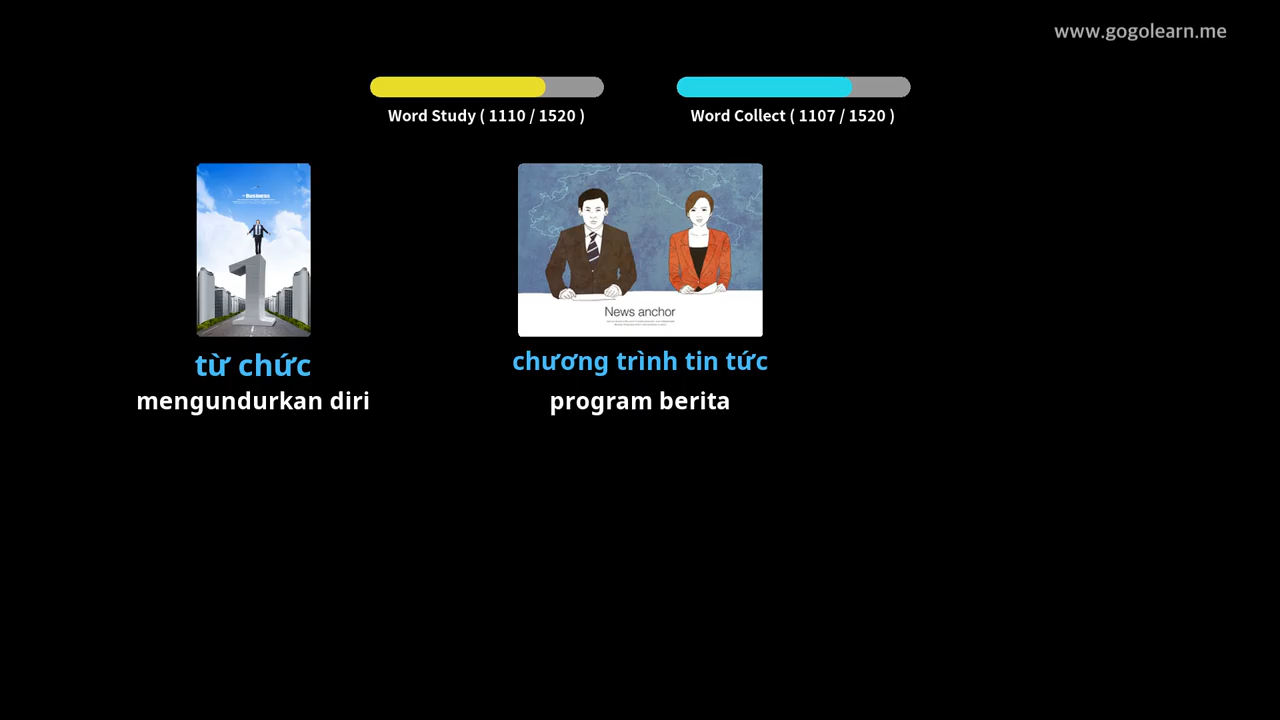 www.gogolearn.me
Word Study ( 1110 / 1520 )
Word Collect ( 1107 / 1520 )
Business
News anchor
từ chức
chương trình tin tức
mengundurkan diri
program berita